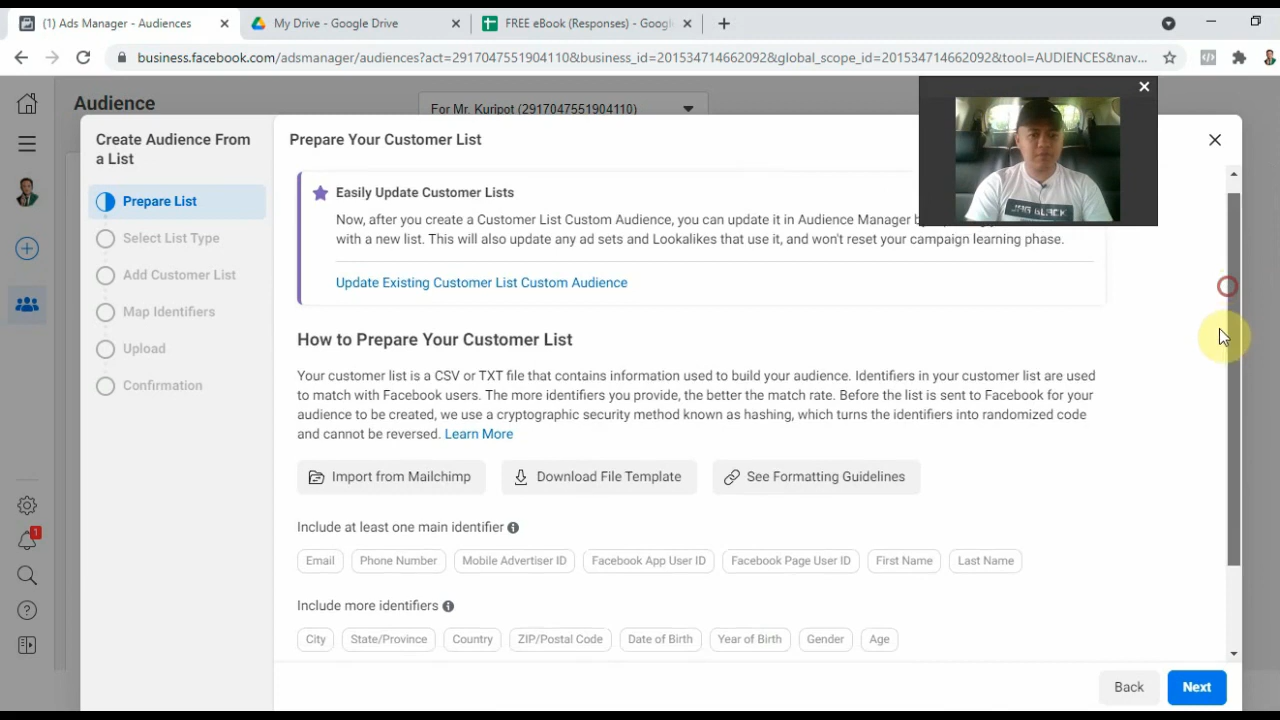 (1) Ads Manager - Audiences
My Drive - Google Drive
FREE eBook (Responses) - Googl
business.facebook.com/adsmanager/audiences?act=2917047551904110&business_id=2015347146620928&global_scope_id=2015347146620928&tool=AUDIENCES&nav...
Audience
For Mr. Kuripot (2917047551904110)
Create Audience From
a List
Prepare List
Select List Type
Add Customer List
Map Identifiers
Upload
Confirmation
1
Prepare Your Customer List
Easily Update Customer Lists
Now, after you create a Customer List Custom Audience, you can update it in Audience Manager
with a new list. This will also update any ad sets and Lookalikes that use it, and won't reset your campaign learning phase.
Update Existing Customer List Custom Audience
How to Prepare Your Customer List
Your customer list is a CSV or TXT file that contains information used to build your audience. Identifiers in your customer list are used
to match with Facebook users. The more identifiers you provide, the better the match rate. Before the list is sent to Facebook for your
audience to be created, we use a cryptographic security method known as hashing, which turns the identifiers into randomized code
and cannot be reversed. Learn More
Import from Mailchimp
Download File Template
See Formatting Guidelines
Include at least one main identifier
Email
Phone Number
Mobile Advertiser ID
Facebook App User ID
Facebook Page User ID
First Name
Last Name
Include more identifiers
City
State/Province
Country
ZIP/Postal Code
Date of Birth
Year of Birth
Gender
Age
Back
Next